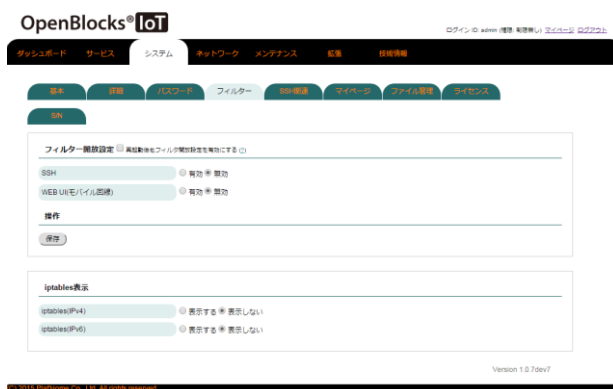 OpenBlocks® IoT
ログイン ID: admin (権限: 制限無し) マイページ ログアウト
ダッシュボード サービス システム ネットワーク メンテナンス 拡張 技術情報
基本 詳細 パスワード フィルター SSH関連 マイページ ファイル管理 ライセンス
S/N
フィルター開放設定 再起動後もフィルタ開放設定を有効にする (?)
SSH 有効 無効
WEB UI(モバイル回線) 有効 無効
操作
保存
iptables表示
iptables(IPv4) 表示する 表示しない
iptables(IPv6) 表示する 表示しない
Version 1.0.7dev7
(C) 2015 Plat'Home Co., Ltd. All rights reserved.